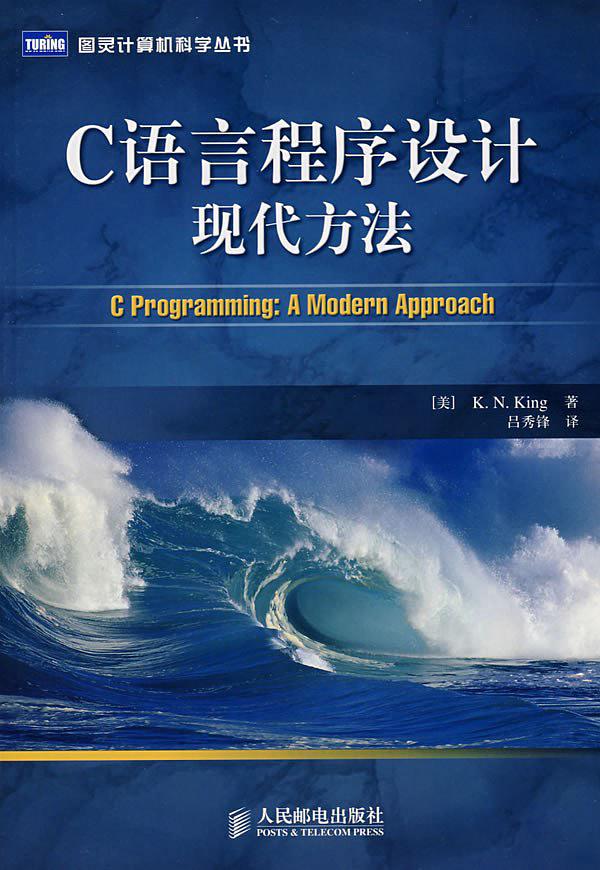 TURING 图灵计算机科学丛书
C语言程序设计
现代方法
C Programming: A Modern Approach
[美] K. N. King 著
吕秀锋 译
人民邮电出版社
POSTS & TELECOM PRESS